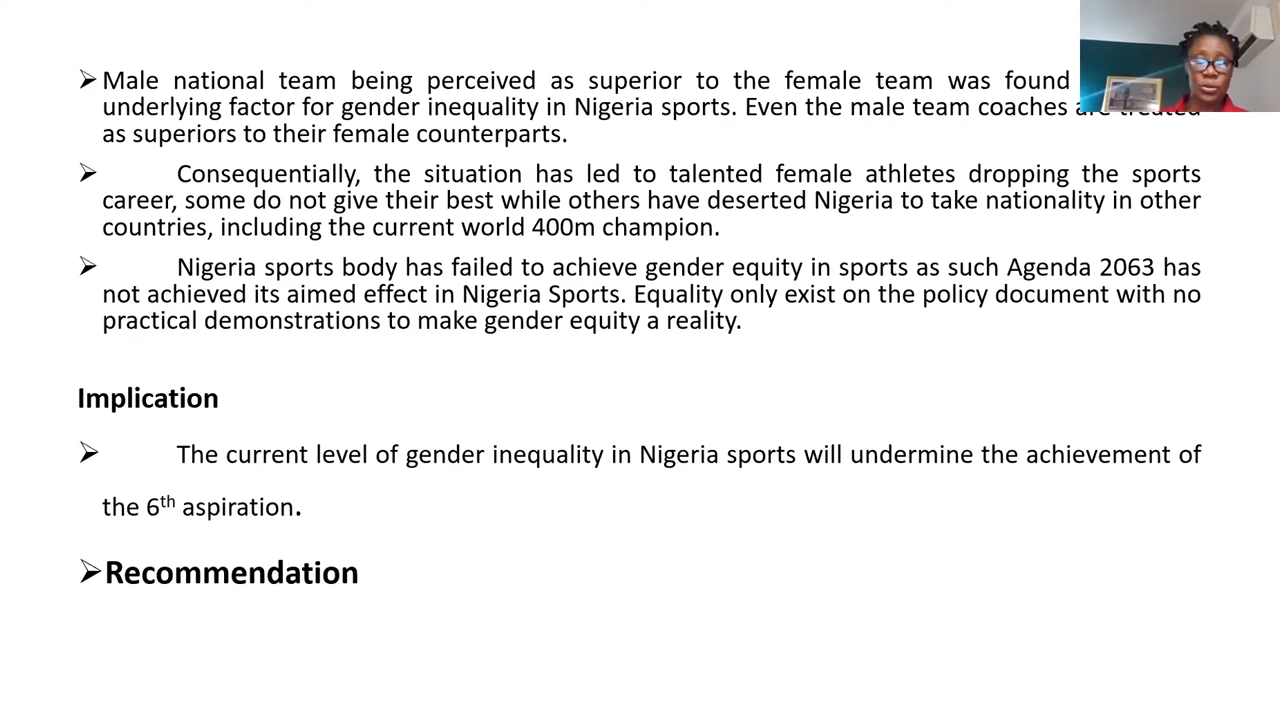 ➢Male national team being perceived as superior to the female team was found
underlying factor for gender inequality in Nigeria sports. Even the male team coaches are treated
as superiors to their female counterparts.
➢ Consequentially, the situation has led to talented female athletes dropping the sports
career, some do not give their best while others have deserted Nigeria to take nationality in other
countries, including the current world 400m champion.
➢ Nigeria sports body has failed to achieve gender equity in sports as such Agenda 2063 has
not achieved its aimed effect in Nigeria Sports. Equality only exist on the policy document with no
practical demonstrations to make gender equity a reality.
Implication
➢ The current level of gender inequality in Nigeria sports will undermine the achievement of
the 6th aspiration.
➢Recommendation